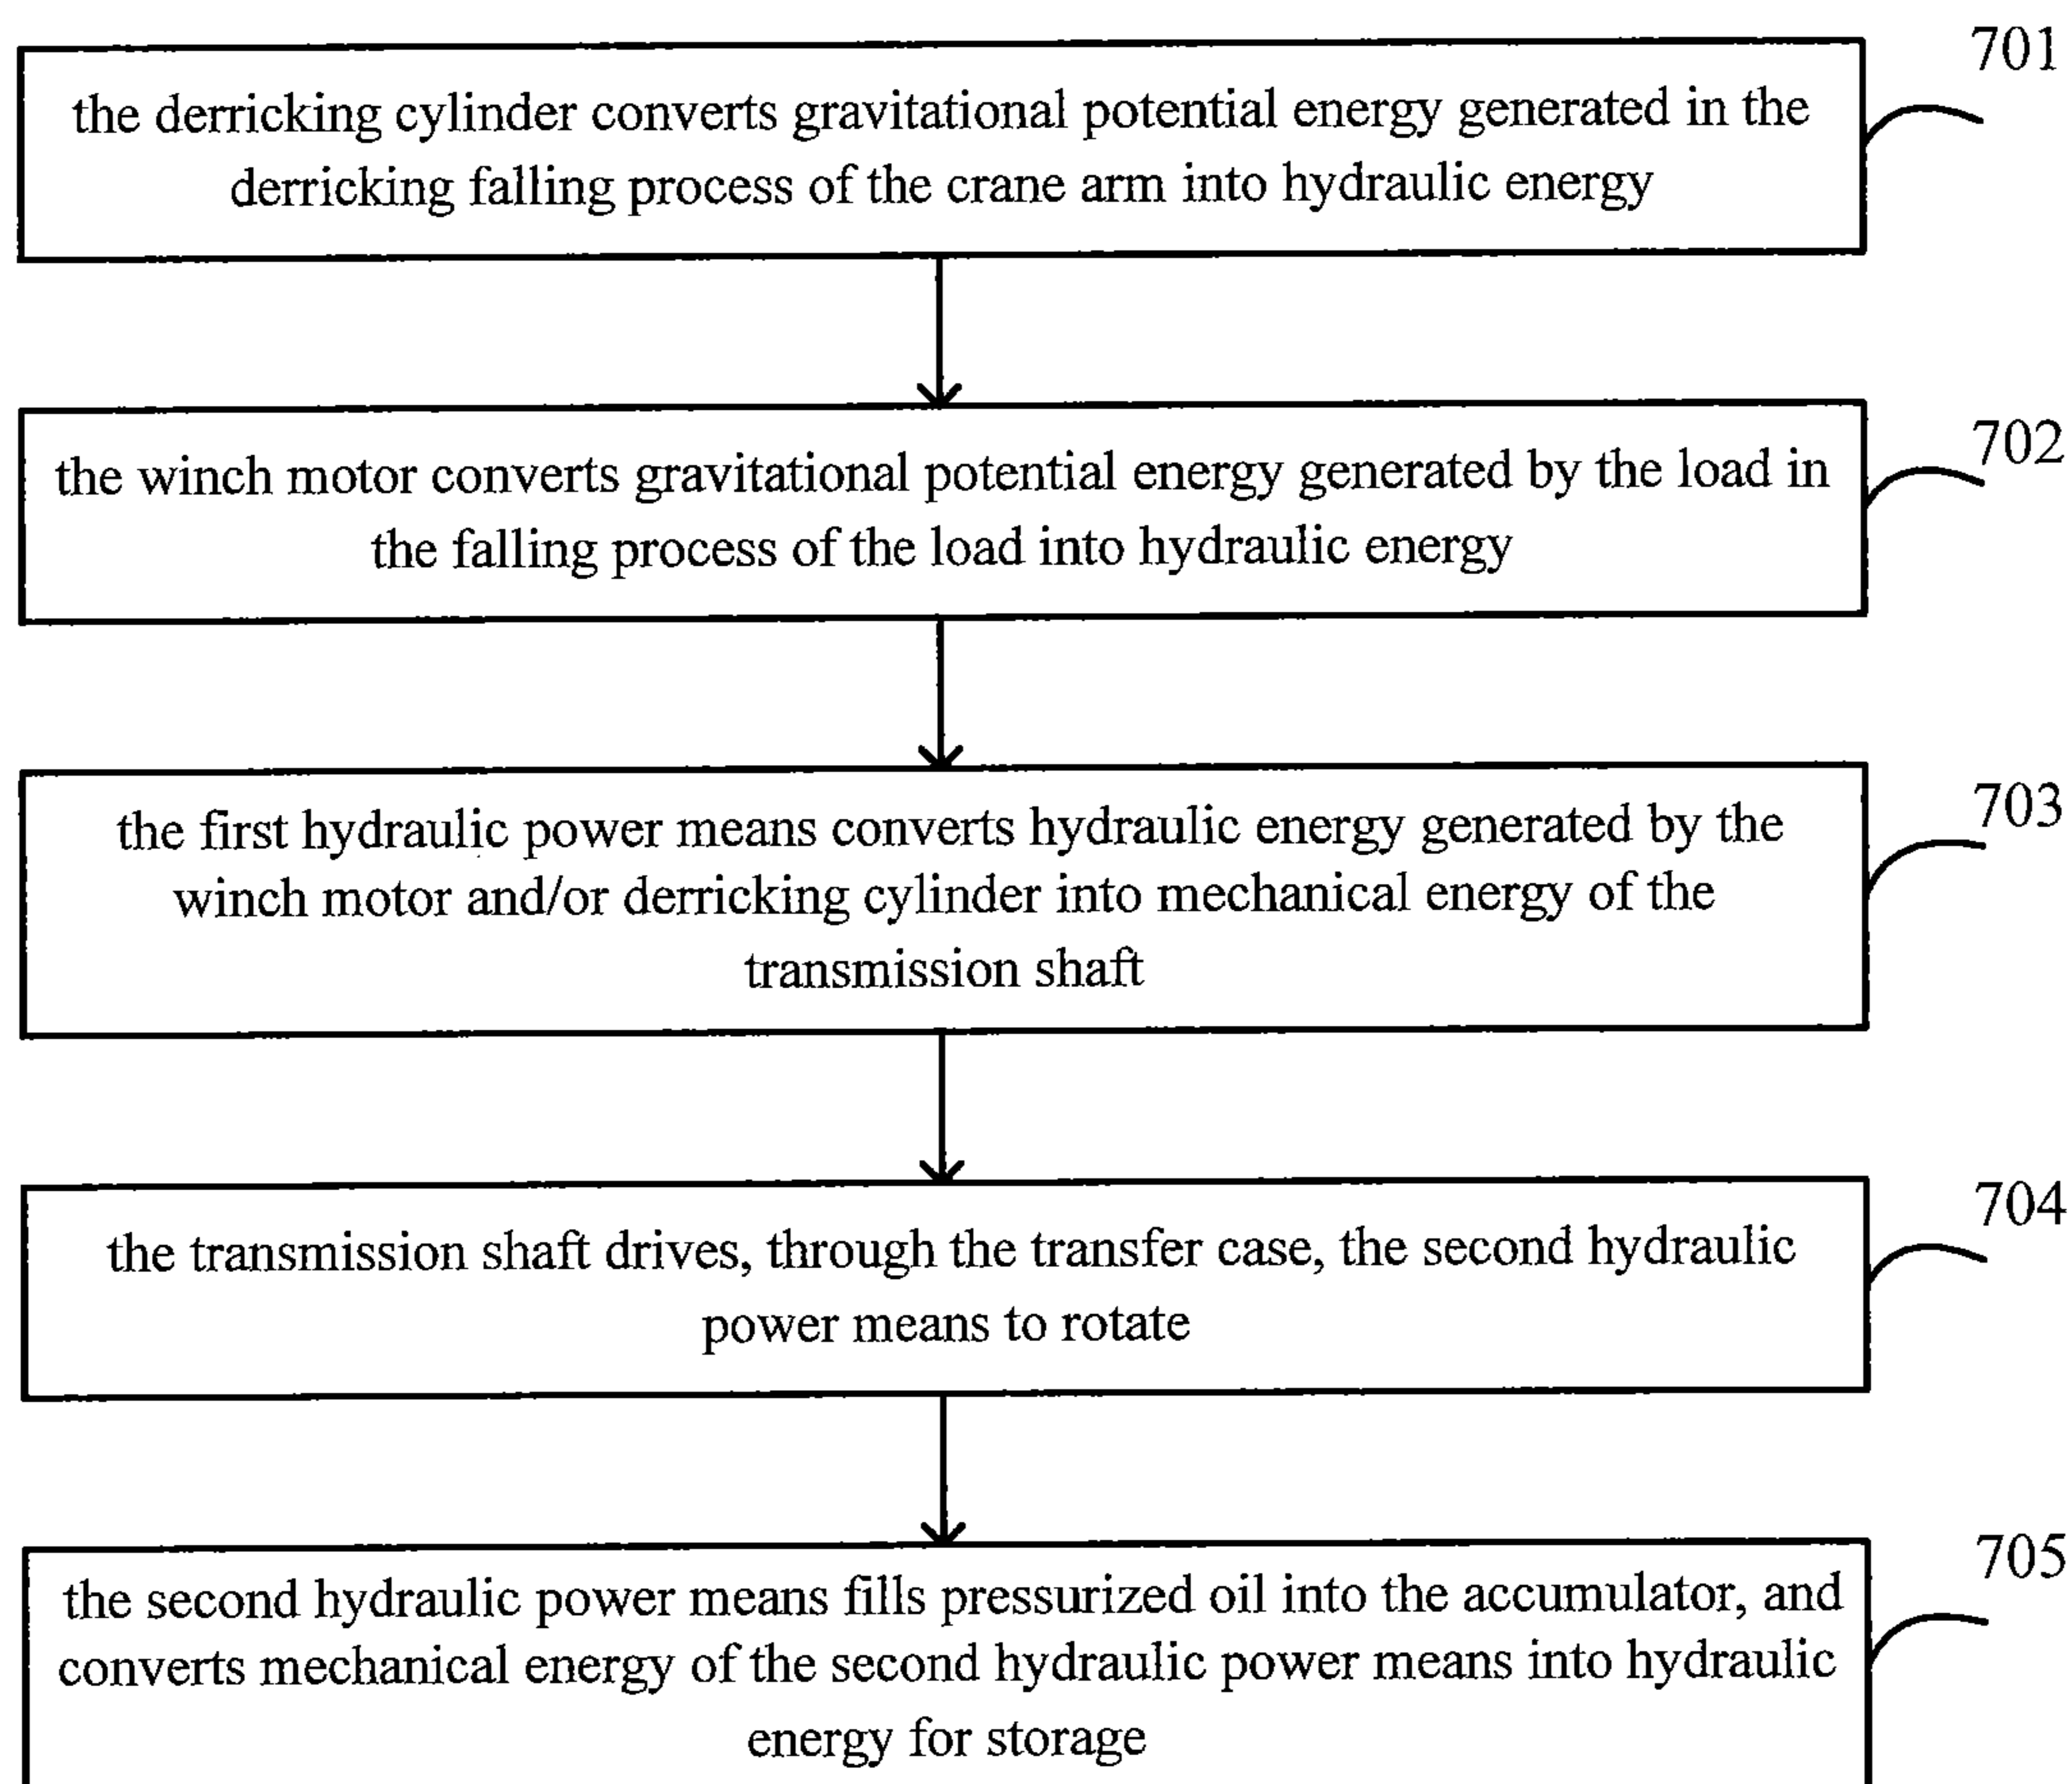 701
the derricking cylinder converts gravitational potential energy generated in the
derricking falling process of the crane arm into hydraulic energy
702
the winch motor converts gravitational potential energy generated by the load in
the falling process of the load into hydraulic energy
703
the first hydraulic power means converts hydraulic energy generated by the
winch motor and/or derricking cylinder into mechanical energy of the
transmission shaft
704
the transmission shaft drives, through the transfer case, the second hydraulic
power means to rotate
705
the second hydraulic power means fills pressurized oil into the accumulator, and
converts mechanical energy of the second hydraulic power means into hydraulic
energy for storage